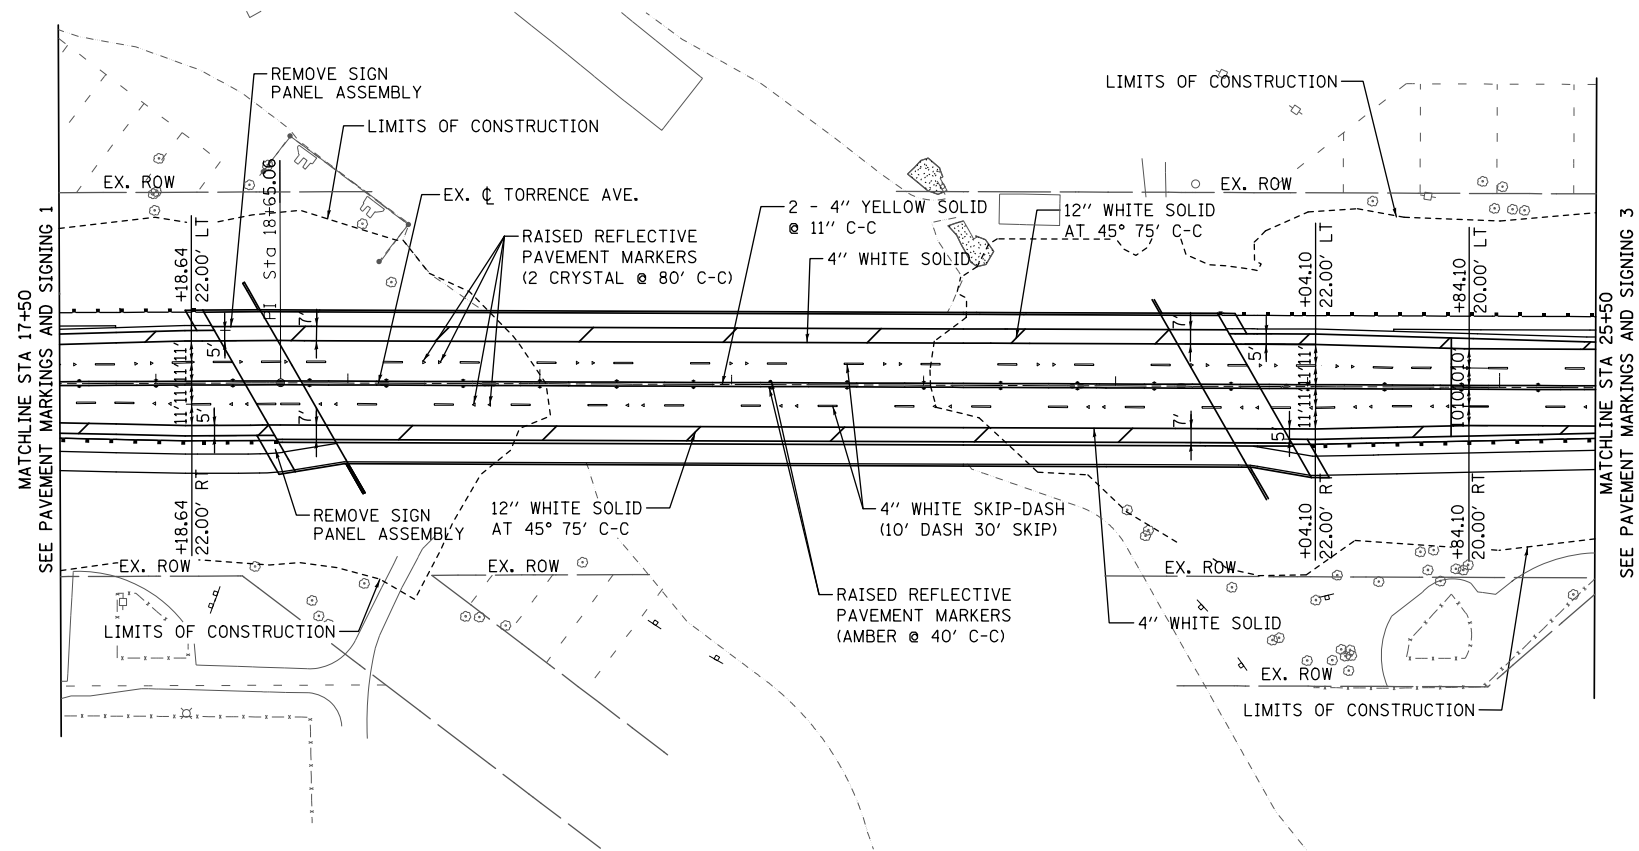 REMOVE SIGN
PANEL ASSEMBLY
LIMITS OF CONSTRUCTION
LIMITS OF CONSTRUCTION
EX. ROW
EX. ROW
EX. ℄ TORRENCE AVE.
2 - 4" YELLOW SOLID
@ 11" C-C
12" WHITE SOLID
AT 45° 75' C-C
RAISED REFLECTIVE
PAVEMENT MARKERS
(2 CRYSTAL @ 80' C-C)
4" WHITE SOLID
HI Sta 18+65.06
+18.64
22.00' LT
+04.10
22.00' LT
+84.10
20.00' LT
MATCHLINE STA 17+50
SEE PAVEMENT MARKINGS AND SIGNING 1
MATCHLINE STA 25+50
SEE PAVEMENT MARKINGS AND SIGNING 3
7'
5'
7'
5'
11'
11'
11'
11'
11'
11'
11'
11'
10'
10'
10'
10'
5'
7'
7'
5'
+18.64
22.00' RT
+04.10
22.00' RT
+84.10
20.00' RT
REMOVE SIGN
PANEL ASSEMBLY
12" WHITE SOLID
AT 45° 75' C-C
4" WHITE SKIP-DASH
(10' DASH 30' SKIP)
EX. ROW
EX. ROW
EX. ROW
RAISED REFLECTIVE
PAVEMENT MARKERS
(AMBER @ 40' C-C)
LIMITS OF CONSTRUCTION
4" WHITE SOLID
EX. ROW
LIMITS OF CONSTRUCTION